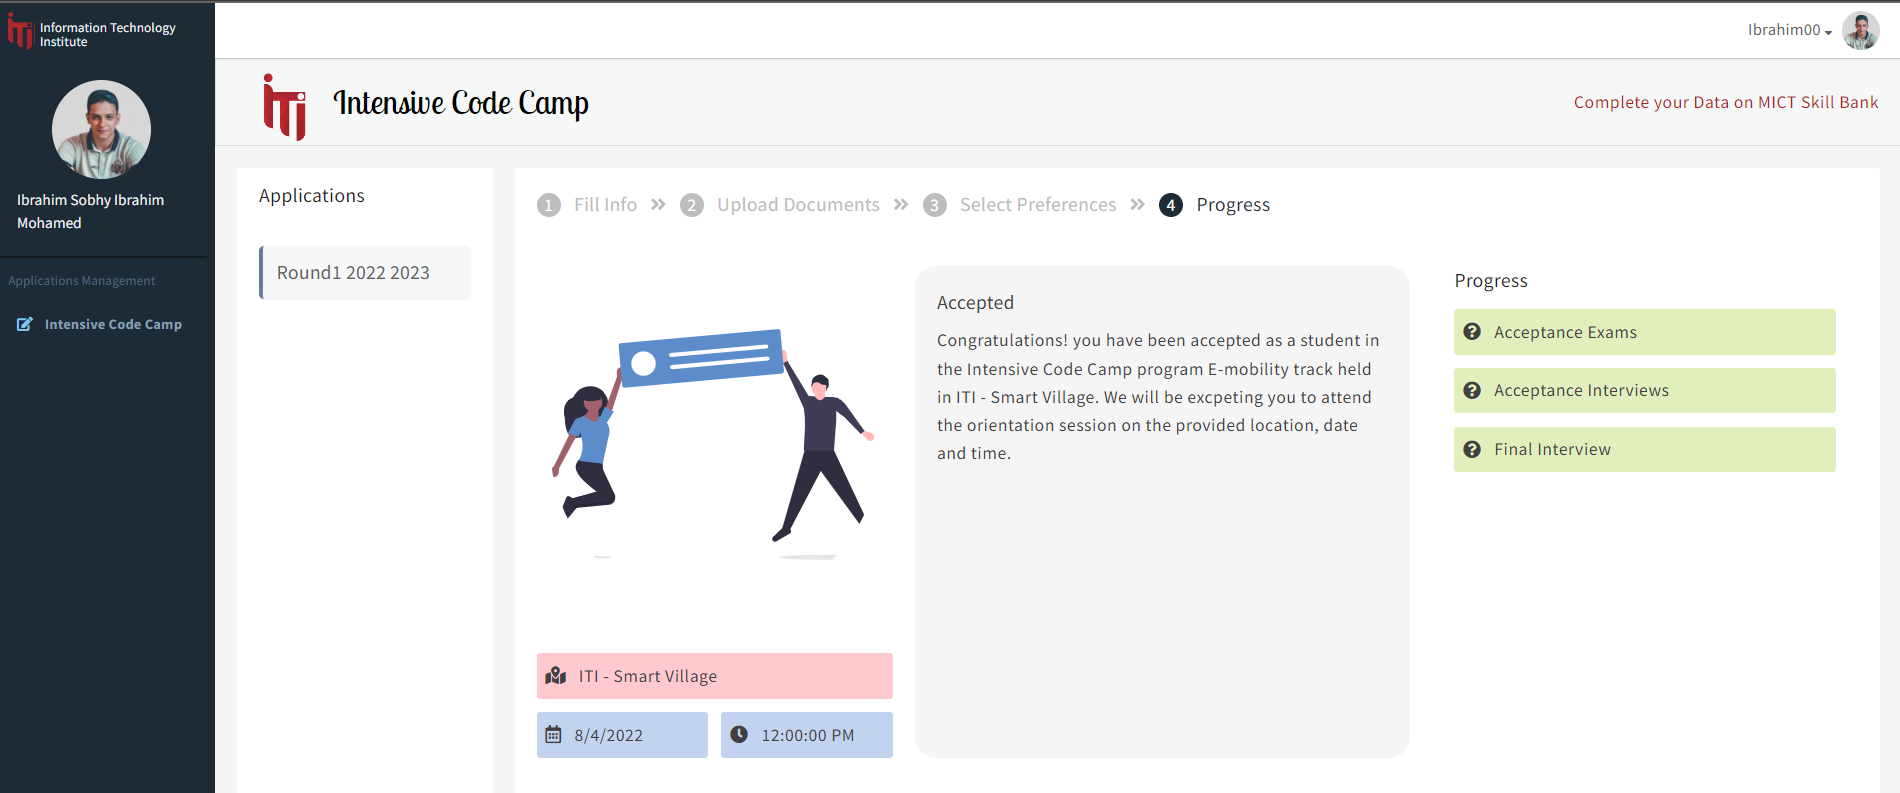 Information Technology
Institute
Ibrahim00
ITI
Intensive Code Camp
Complete your Data on MICT Skill Bank
Ibrahim Sobhy Ibrahim
Mohamed
Applications Management
Intensive Code Camp
Applications
Round1 2022 2023
1 Fill Info » 2 Upload Documents » 3 Select Preferences » 4 Progress
Accepted
Congratulations! you have been accepted as a student in
the Intensive Code Camp program E-mobility track held
in ITI - Smart Village. We will be excpeting you to attend
the orientation session on the provided location, date
and time.
ITI - Smart Village
8/4/2022
12:00:00 PM
Progress
Acceptance Exams
Acceptance Interviews
Final Interview